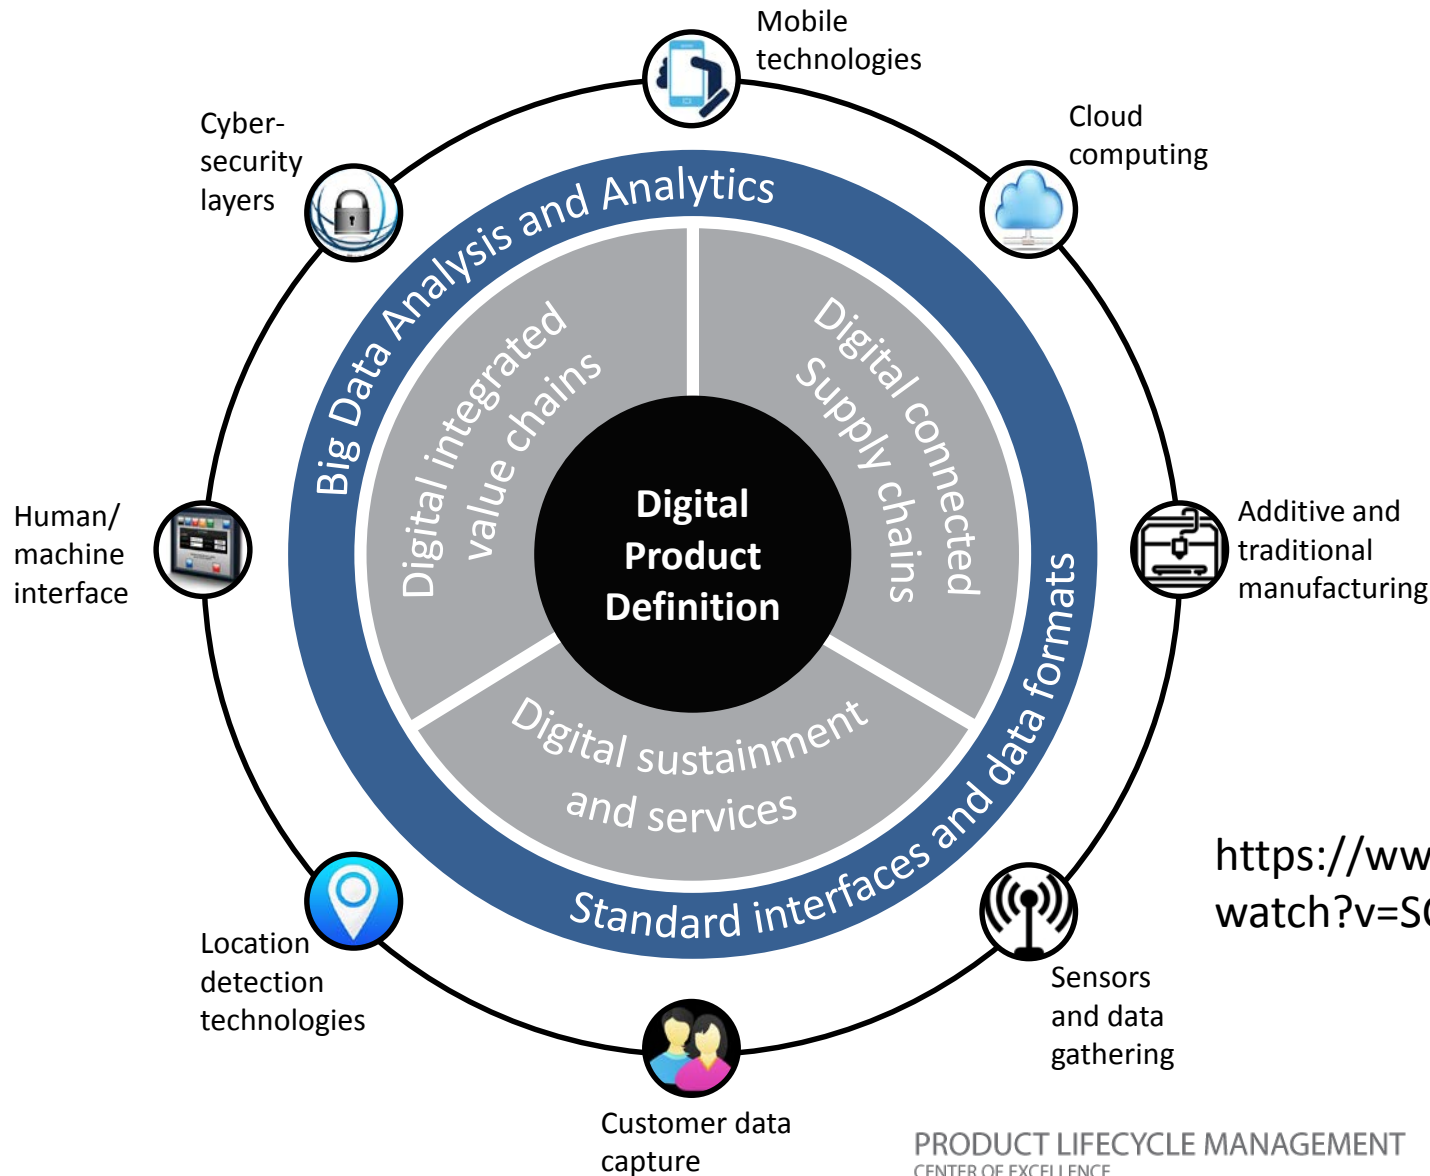 Mobile
technologies
Cloud
computing
Cyber-
security
layers
Big Data Analysis and Analytics
Digital integrated
value chains
Digital connected
Supply chains
Digital
Product
Definition
Human/
machine
interface
Additive and
traditional
manufacturing
Digital sustainment
and services
Standard interfaces and data formats
https://ww
watch?v=S
Location
detection
technologies
Sensors
and data
gathering
Customer data
capture
PRODUCT LIFECYCLE MANAGEMENT
CENTER OF EXCELLENCE